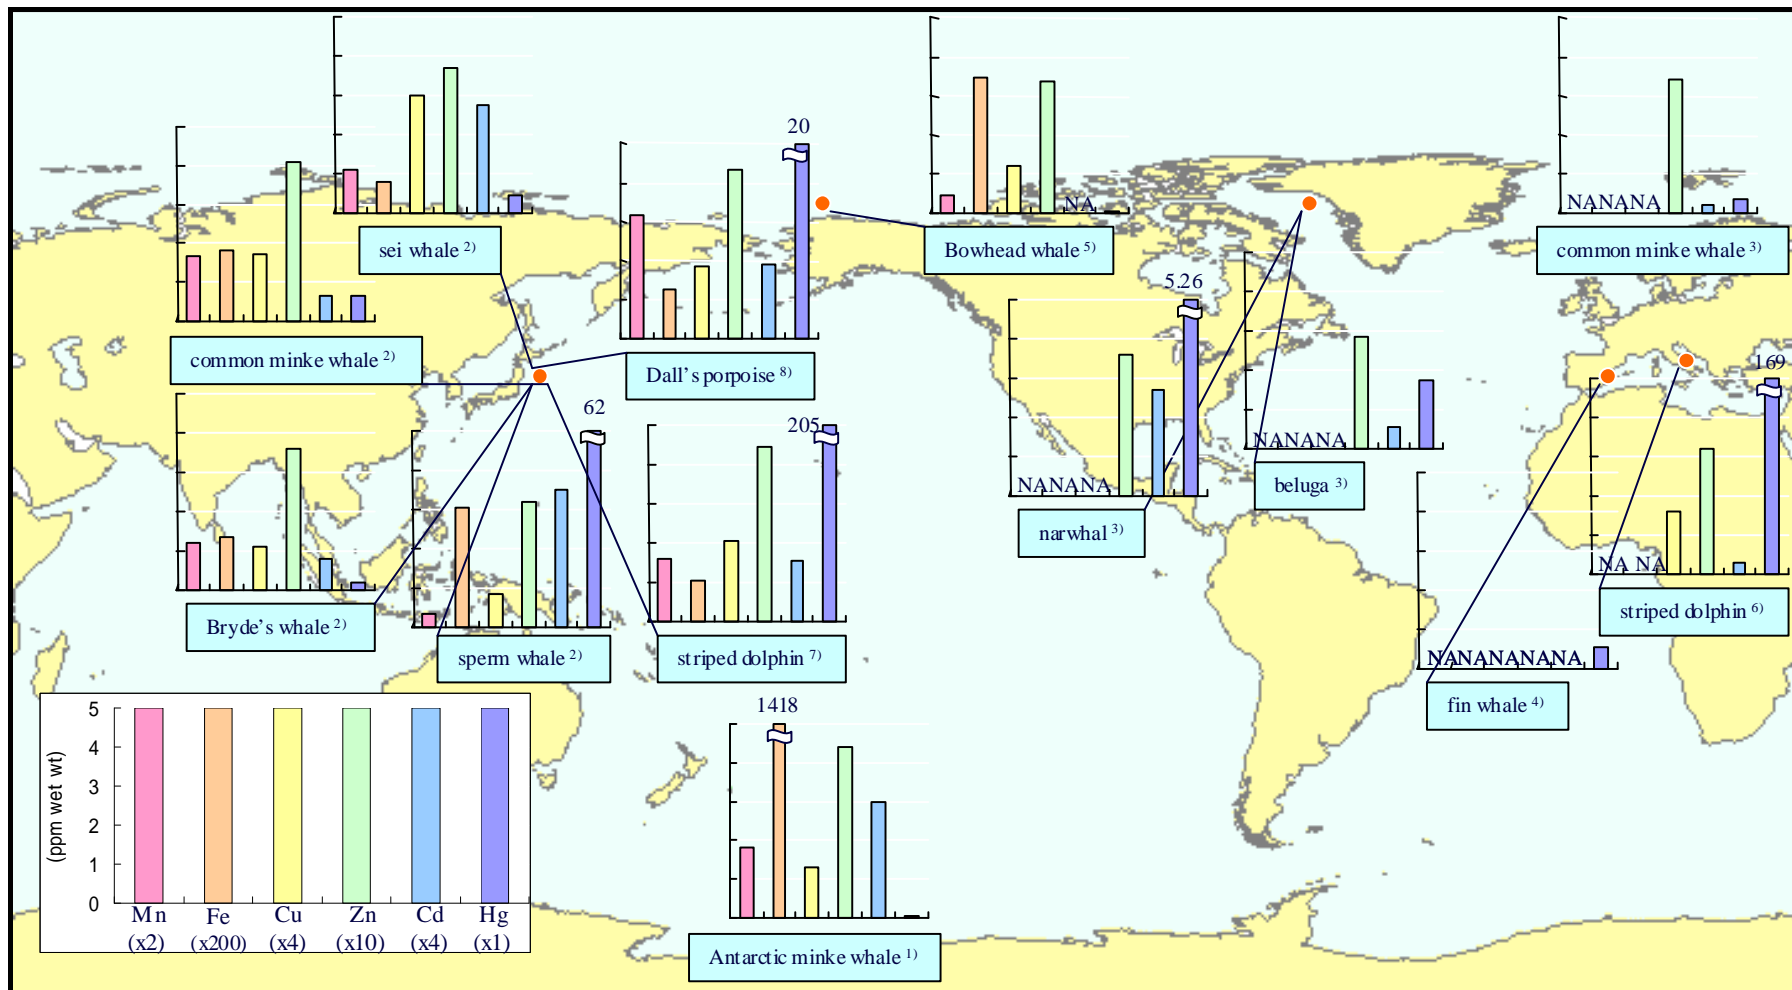 20
NA
NANANA
sei whale 2)
Bowhead whale 5)
common minke whale 3)
5.26
common minke whale 2)
Dall's porpoise 8)
169
62
205
NANANA
NANANA
beluga 3)
narwhal 3)
NA NA
Bryde's whale 2)
sperm whale 2)
striped dolphin 7)
striped dolphin 6)
NANANANANA
fin whale 4)
1418
(ppm wet wt)
5
4
3
2
1
0
Mn Fe Cu Zn Cd Hg
(x2) (x200) (x4) (x10) (x4) (x1)
Antarctic minke whale 1)